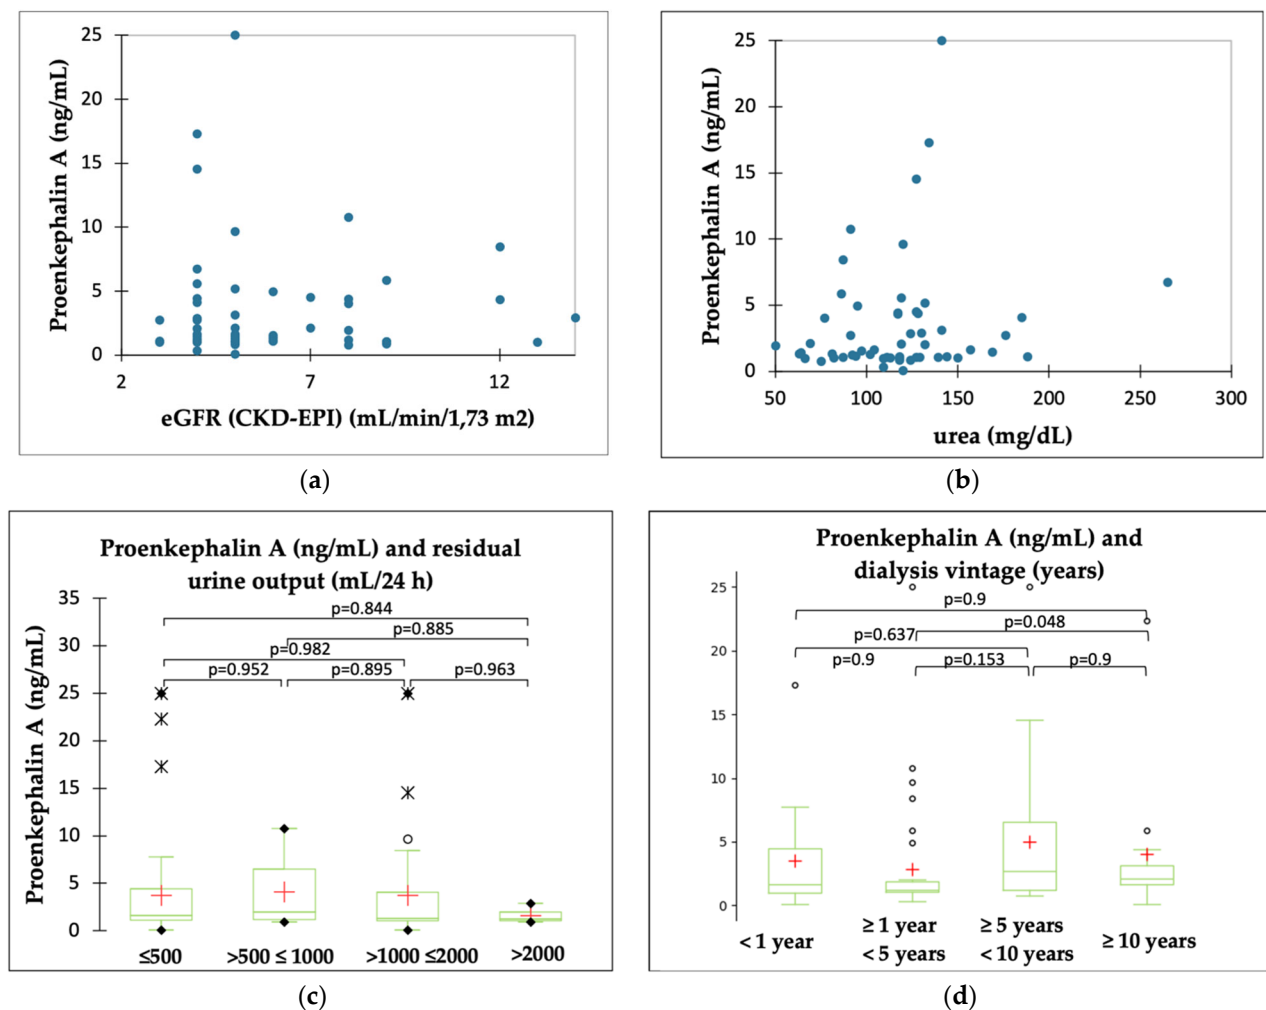 Proenkephalin A (ng/mL)
25
20
15
10
5
0
2
7
12
eGFR (CKD-EPI) (mL/min/1,73 m2)
(a)
Proenkephalin A (ng/mL)
25
20
15
10
5
0
50
100
150
200
250
300
urea (mg/dL)
(b)
Proenkephalin A (ng/mL) and residual
urine output (mL/24 h)
Proenkephalin A (ng/mL)
35
30
25
20
15
10
5
0
p=0.844
p=0.885
p=0.982
p=0.952
p=0.895
p=0.963
≤500
>500 ≤ 1000
>1000 ≤2000
>2000
(c)
Proenkephalin A (ng/mL) and
dialysis vintage (years)
25
20
15
10
5
0
p=0.9
p=0.048
p=0.637
p=0.9
p=0.153
p=0.9
< 1 year
≥ 1 year
< 5 years
≥ 5 years
< 10 years
≥ 10 years
(d)